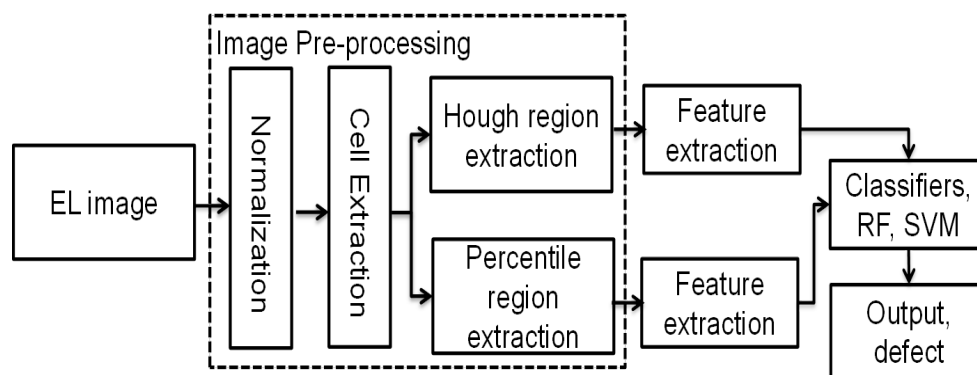 Image Pre-processing
EL image
Normalization
Cell Extraction
Hough region
extraction
Percentile
region
extraction
Feature
extraction
Feature
extraction
Classifiers,
RF, SVM
Output,
defect